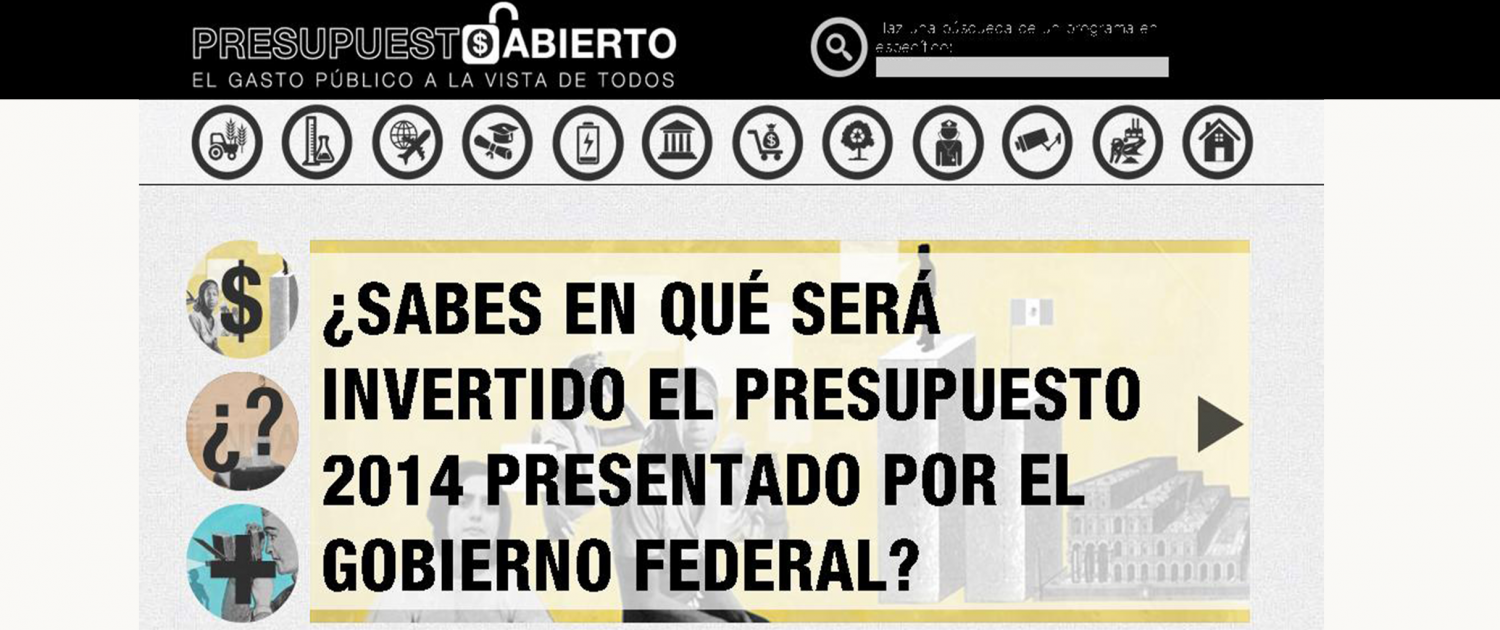 PRESUPUEST$ ABIERTO
EL GASTO PÚBLICO A LA VISTA DE TODOS
Haz una búsqueda de un programa en
específico:
$
¿?
+
¿SABES EN QUÉ SERÁ
INVERTIDO EL PRESUPUESTO
2014 PRESENTADO POR EL
GOBIERNO FEDERAL?